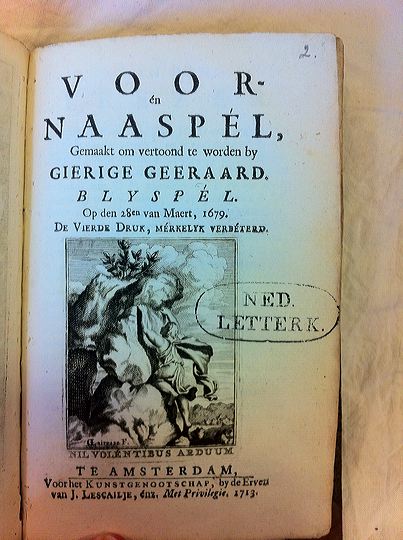 2.
VOOR-
én
NAASPÉL,
Gemaakt om vertoond te worden by
GIERIGE GEERAARD.
BLYSPÉL.
Op den 28en van Maert, 1679.
DE VIERDE DRUK, MÉRKELYK VERBÉTERD.
NED.
LETTERK.
NIL VOLENTIBUS ARDUUM
TE AMSTERDAM,
Voor het KUNSTGENOOTSCHAP, by de Erven
van J. LESCAILJE, énz. Met Privilegie. 1713.